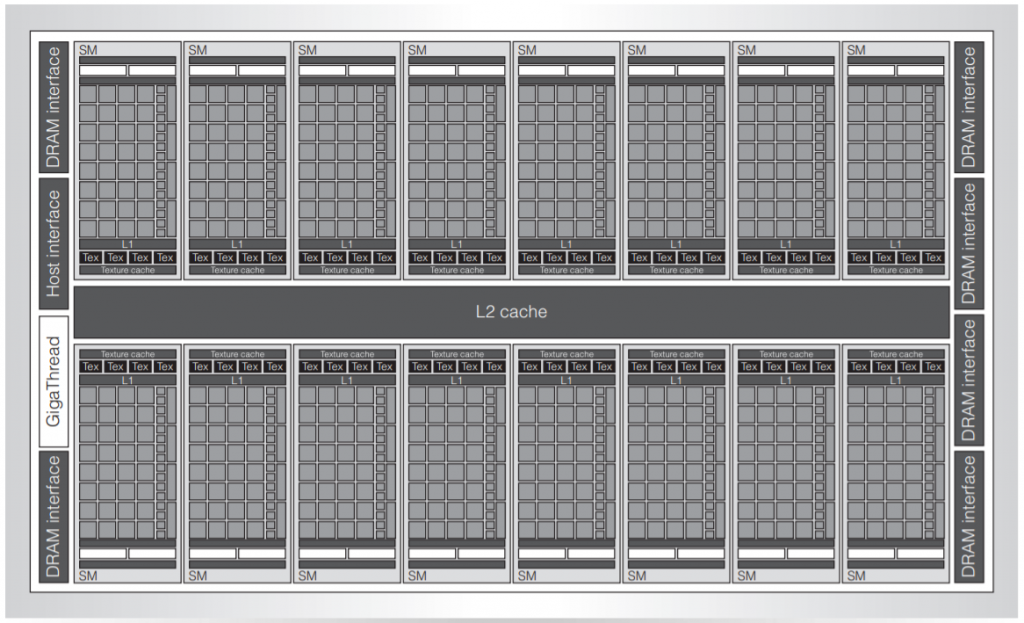 DRAM interface
Host interface
GigaThread
DRAM interface
SM SM SM SM SM SM SM SM
L1 L1 L1 L1 L1 L1 L1 L1
Tex Tex Tex Tex Tex Tex Tex Tex Tex Tex Tex Tex Tex Tex Tex Tex Tex Tex Tex Tex Tex Tex Tex Tex Tex Tex Tex Tex Tex Tex Tex Tex
Texture cache Texture cache Texture cache Texture cache Texture cache Texture cache Texture cache Texture cache
L2 cache
Texture cache Texture cache Texture cache Texture cache Texture cache Texture cache Texture cache Texture cache
Tex Tex Tex Tex Tex Tex Tex Tex Tex Tex Tex Tex Tex Tex Tex Tex Tex Tex Tex Tex Tex Tex Tex Tex Tex Tex Tex Tex Tex Tex Tex Tex
L1 L1 L1 L1 L1 L1 L1 L1
SM SM SM SM SM SM SM SM
DRAM interface
DRAM interface
DRAM interface
DRAM interface